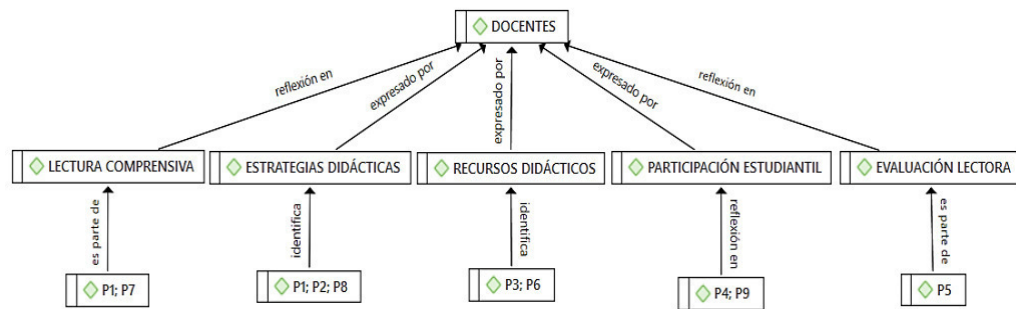 DOCENTES
reflexión en
expresado por
expresado por
expresado por
reflexión en
LECTURA COMPRENSIVA
ESTRATEGIAS DIDÁCTICAS
RECURSOS DIDÁCTICOS
PARTICIPACIÓN ESTUDIANTIL
EVALUACIÓN LECTORA
es parte de
identifica
identifica
reflexión en
es parte de
P1; P7
P1; P2; P8
P3; P6
P4; P9
P5